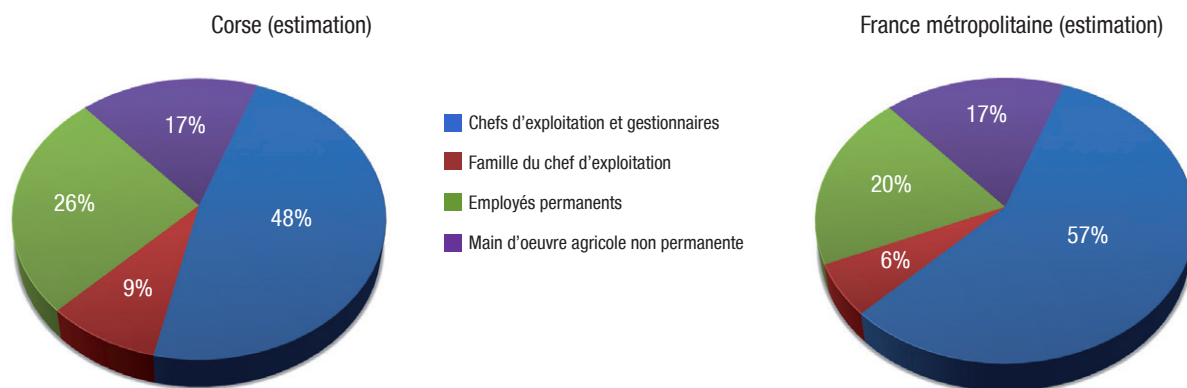 Corse (estimation)
17%
26%
48%
9%
Chefs d'exploitation et gestionnaires
Famille du chef d'exploitation
Employés permanents
Main d'oeuvre agricole non permanente
France métropolitaine (estimation)
17%
20%
57%
6%